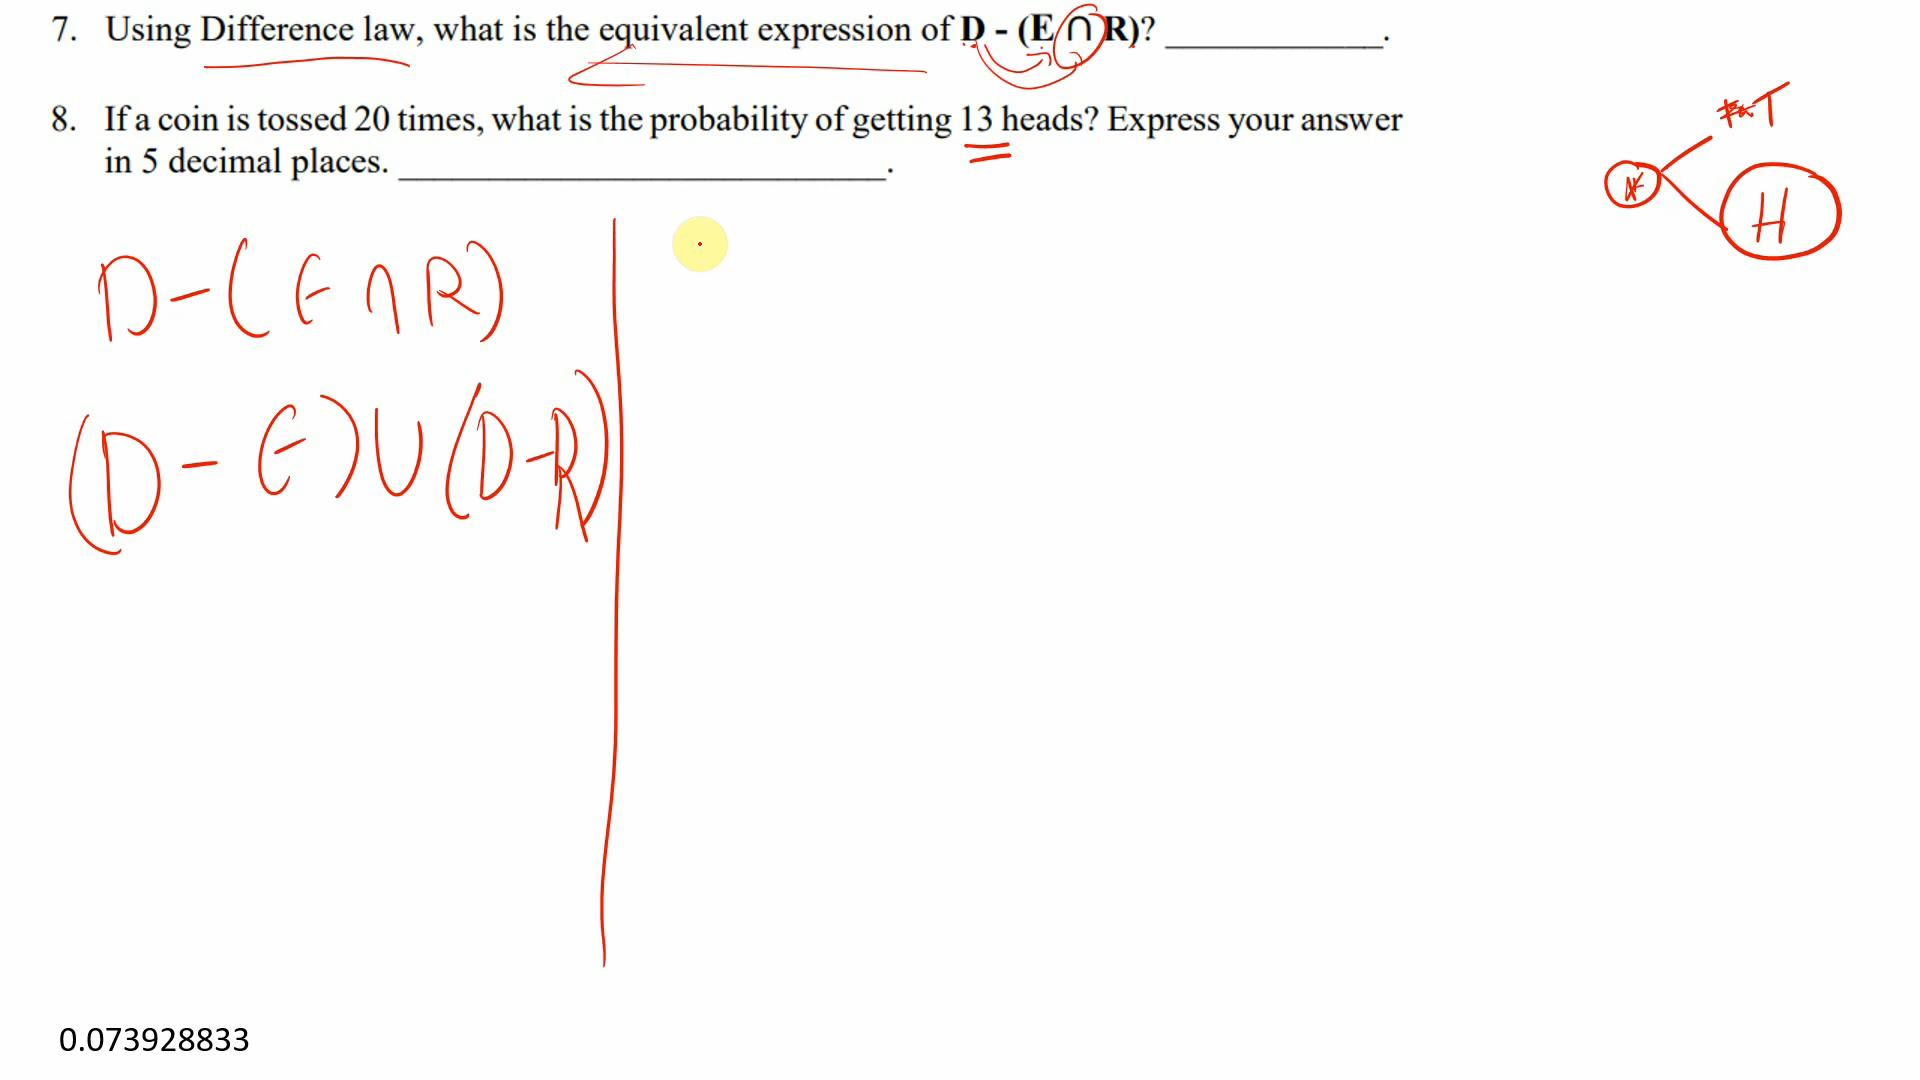 7. Using Difference law, what is the equivalent expression of D - (E ∩ R)? ____________.
8. If a coin is tossed 20 times, what is the probability of getting 13 heads? Express your answer
in 5 decimal places. ___________________________.
T
H
D - (E ∩ R)
(D - E) ∪ (D - R)
0.073928833